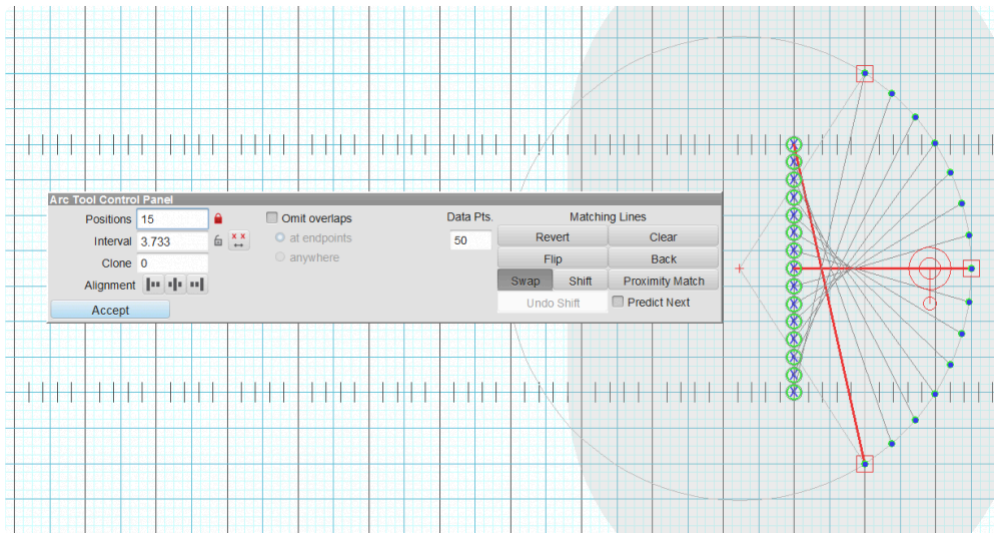 Arc Tool Control Panel
Positions 15
Interval 3.733
Clone 0
Alignment
Accept
Omit overlaps
at endpoints
anywhere
Data Pts.
50
Matching Lines
Revert Clear
Flip Back
Swap Shift Proximity Match
Undo Shift Predict Next